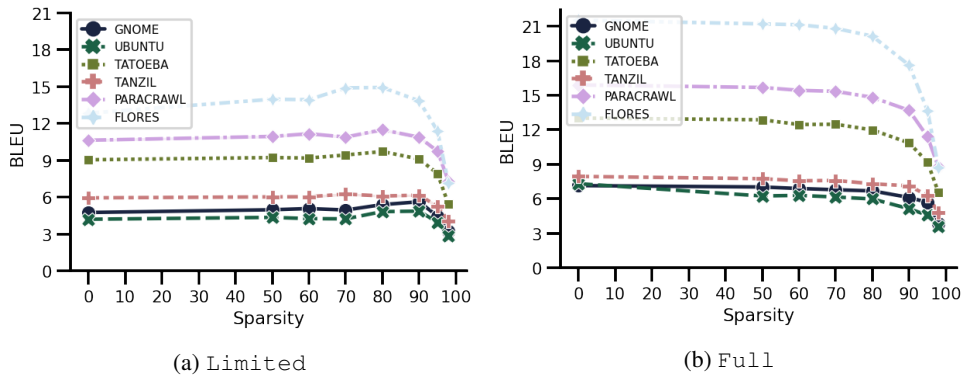 21
18
15
12
9
6
3
0
BLEU
GNOME
UBUNTU
TATOEBA
TANZIL
PARACRAWL
FLORES
0 10 20 30 40 50 60 70 80 90 100
Sparsity
(a) Limited
21
18
15
12
9
6
3
0
BLEU
GNOME
UBUNTU
TATOEBA
TANZIL
PARACRAWL
FLORES
0 10 20 30 40 50 60 70 80 90 100
Sparsity
(b) Full